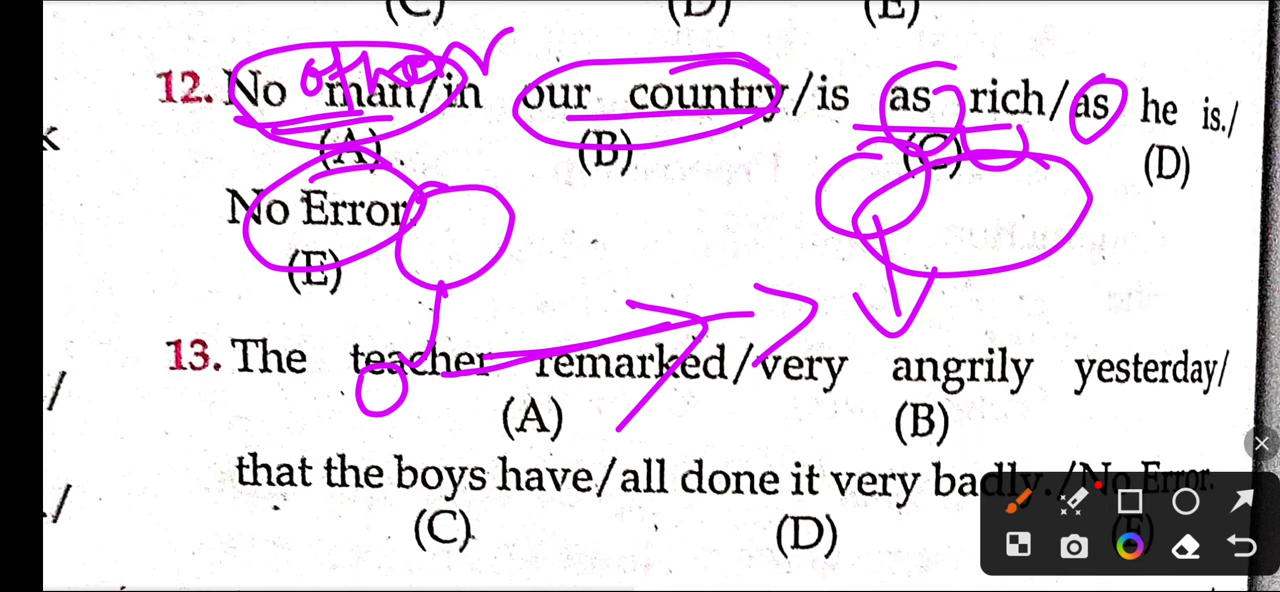 (C) (D) (E)
other
12. No man/in our country/is as rich/as he is./
(A) (B) (C) (D)
No Error
(E)
13. The teacher remarked/very angrily yesterday/
(A) (B)
that the boys have/all done it very badly./No Error.
(C) (D) (E)